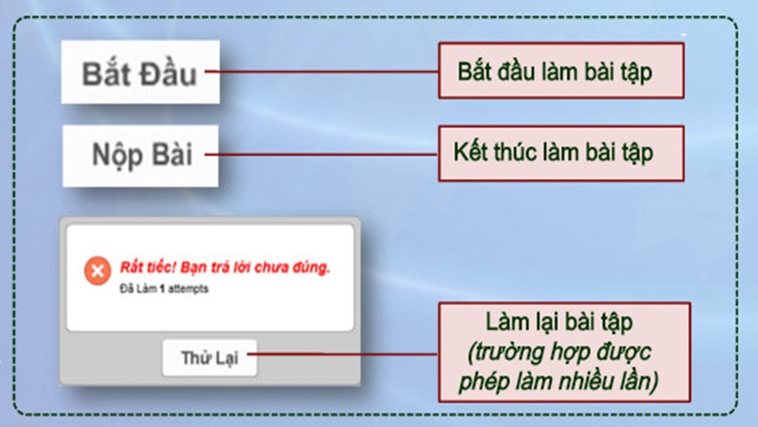 Bắt Đầu
Bắt đầu làm bài tập
Nộp Bài
Kết thúc làm bài tập
Rất tiếc! Bạn trả lời chưa đúng.
Đã Làm 1 attempts
Thử Lại
Làm lại bài tập
(trường hợp được
phép làm nhiều lần)